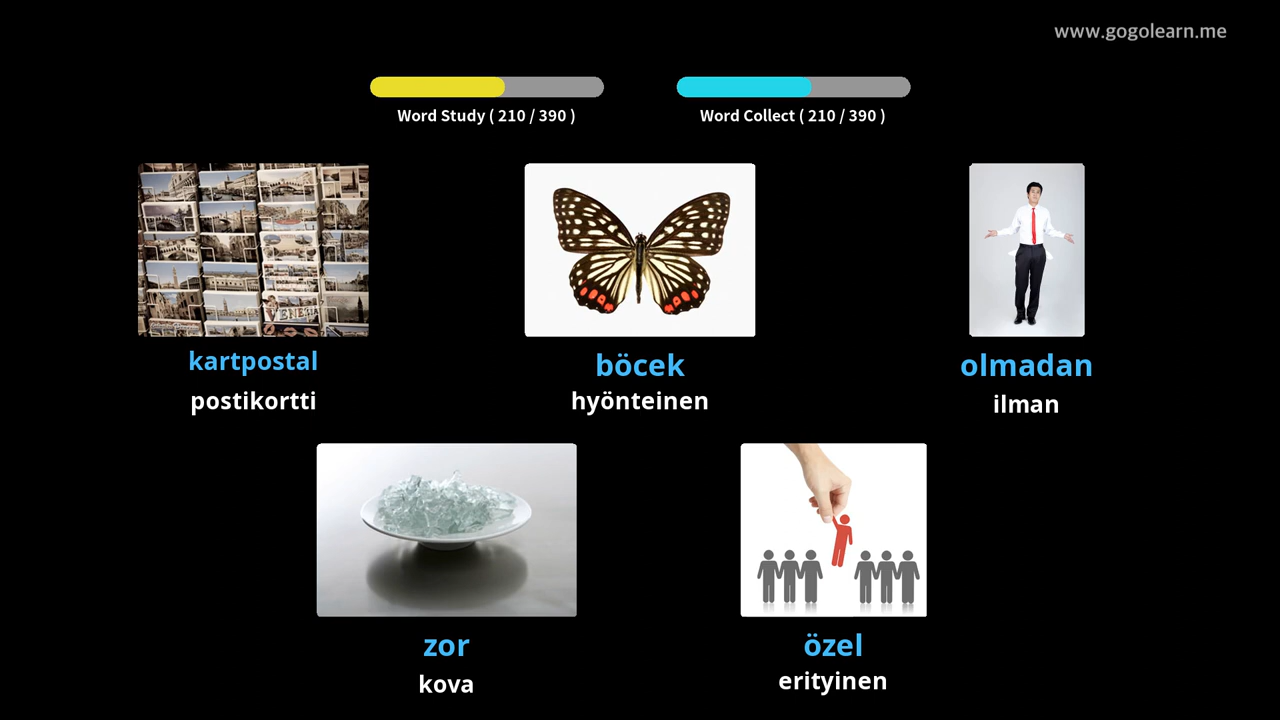 www.gogolearn.me
Word Study ( 210 / 390 )
Word Collect ( 210 / 390 )
kartpostal
postikortti
böcek
hyönteinen
olmadan
ilman
zor
kova
özel
erityinen